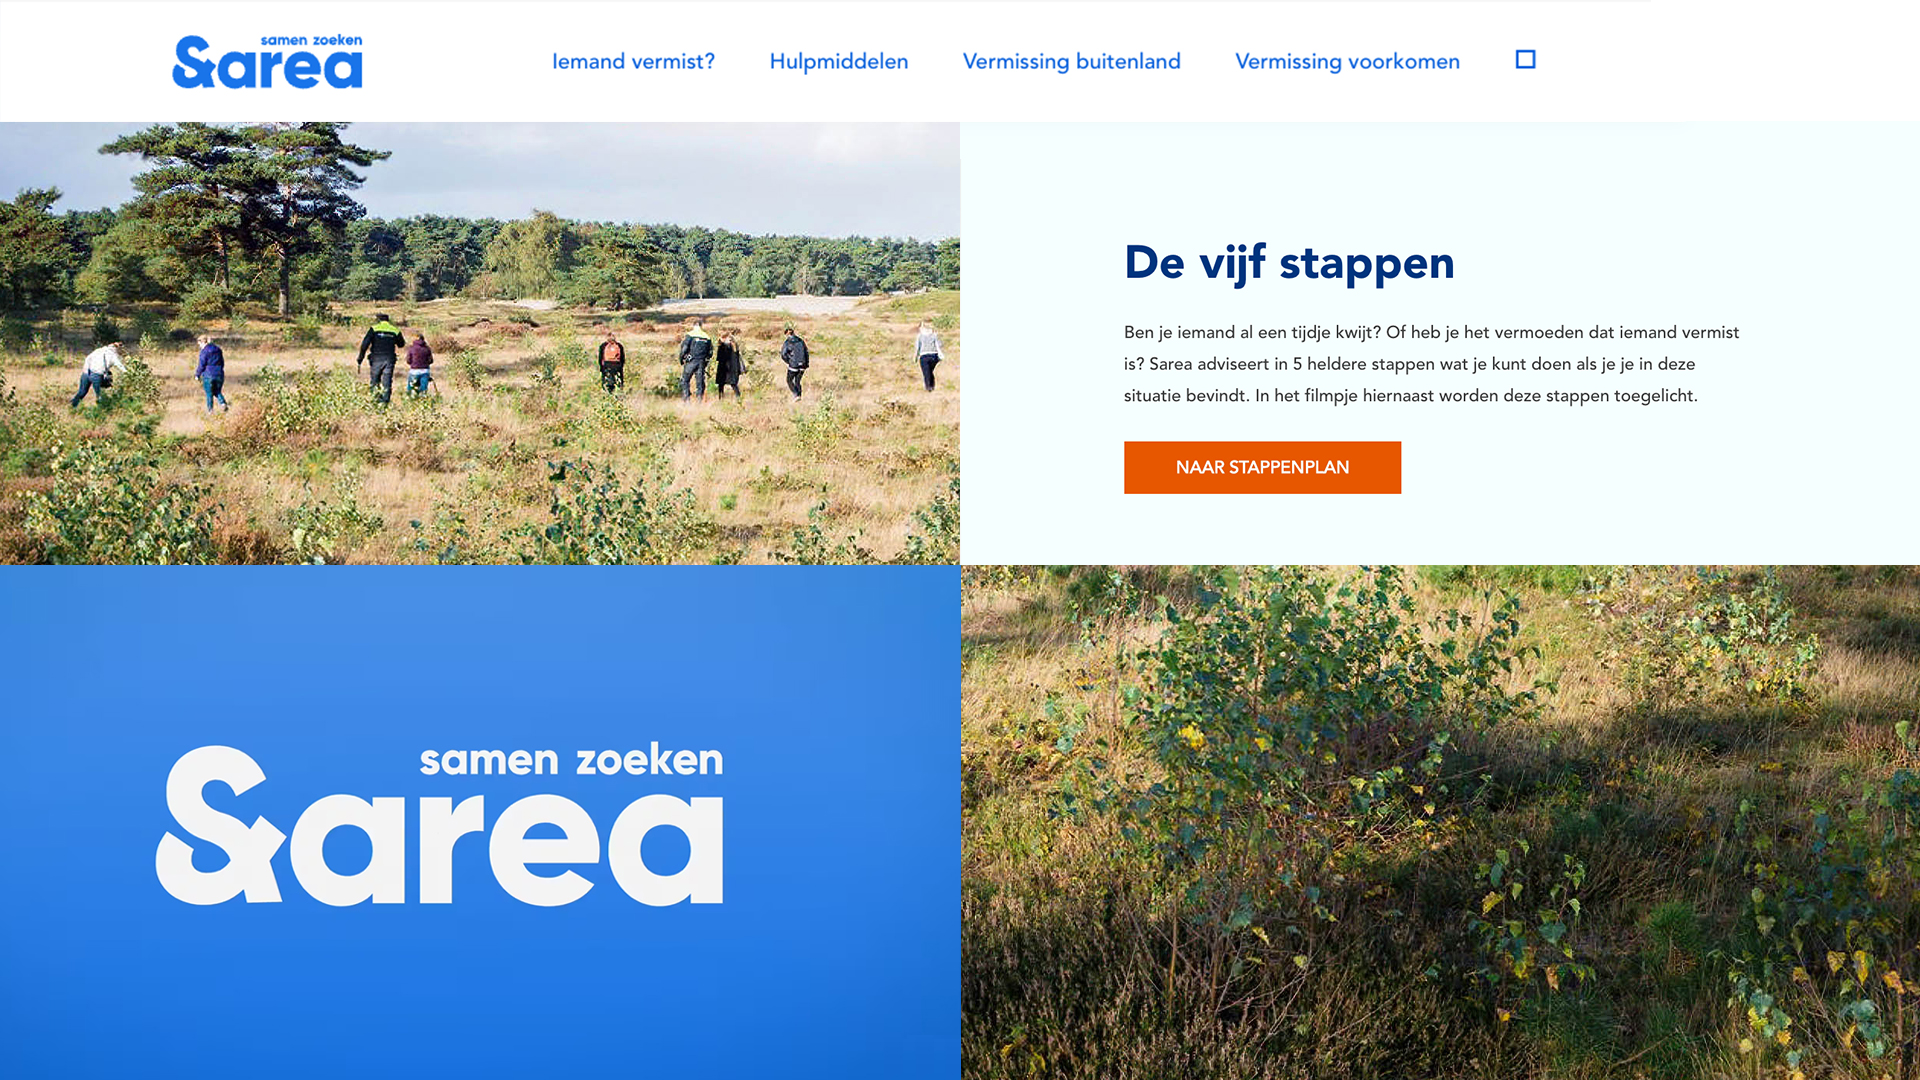 samen zoeken
&area
Iemand vermist?
Hulpmiddelen
Vermissing buitenland
Vermissing voorkomen
De vijf stappen
Ben je iemand al een tijdje kwijt? Of heb je het vermoeden dat iemand vermist
is? Sarea adviseert in 5 heldere stappen wat je kunt doen als je je in deze
situatie bevindt. In het filmpje hiernaast worden deze stappen toegelicht.
NAAR STAPPENPLAN
samen zoeken
&area